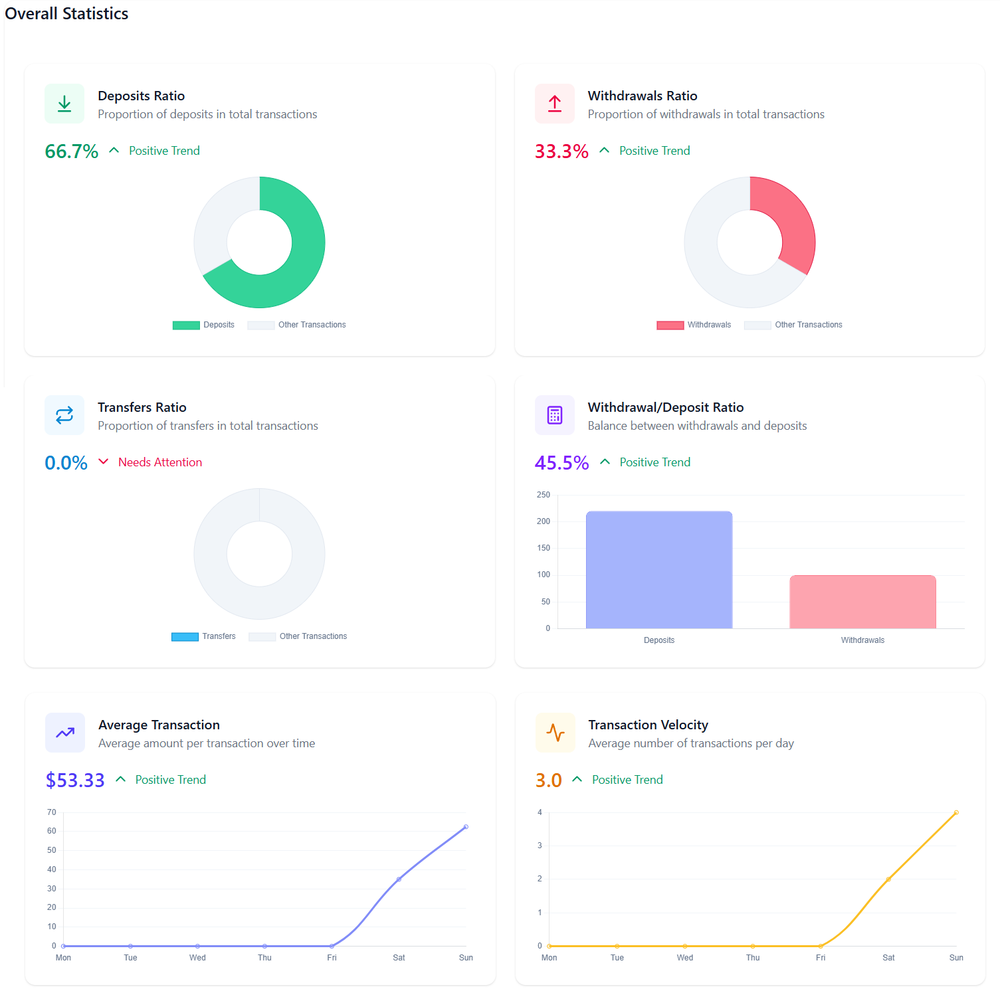 Overall Statistics
Deposits Ratio
Proportion of deposits in total transactions
66.7% Positive Trend
Deposits Other Transactions
Withdrawals Ratio
Proportion of withdrawals in total transactions
33.3% Positive Trend
Withdrawals Other Transactions
Transfers Ratio
Proportion of transfers in total transactions
0.0% Needs Attention
Transfers Other Transactions
Withdrawal/Deposit Ratio
Balance between withdrawals and deposits
45.5% Positive Trend
250
200
150
100
50
0
Deposits Withdrawals
Average Transaction
Average amount per transaction over time
$53.33 Positive Trend
70
60
50
40
30
20
10
0
Mon Tue Wed Thu Fri Sat Sun
Transaction Velocity
Average number of transactions per day
3.0 Positive Trend
4
3
2
1
0
Mon Tue Wed Thu Fri Sat Sun